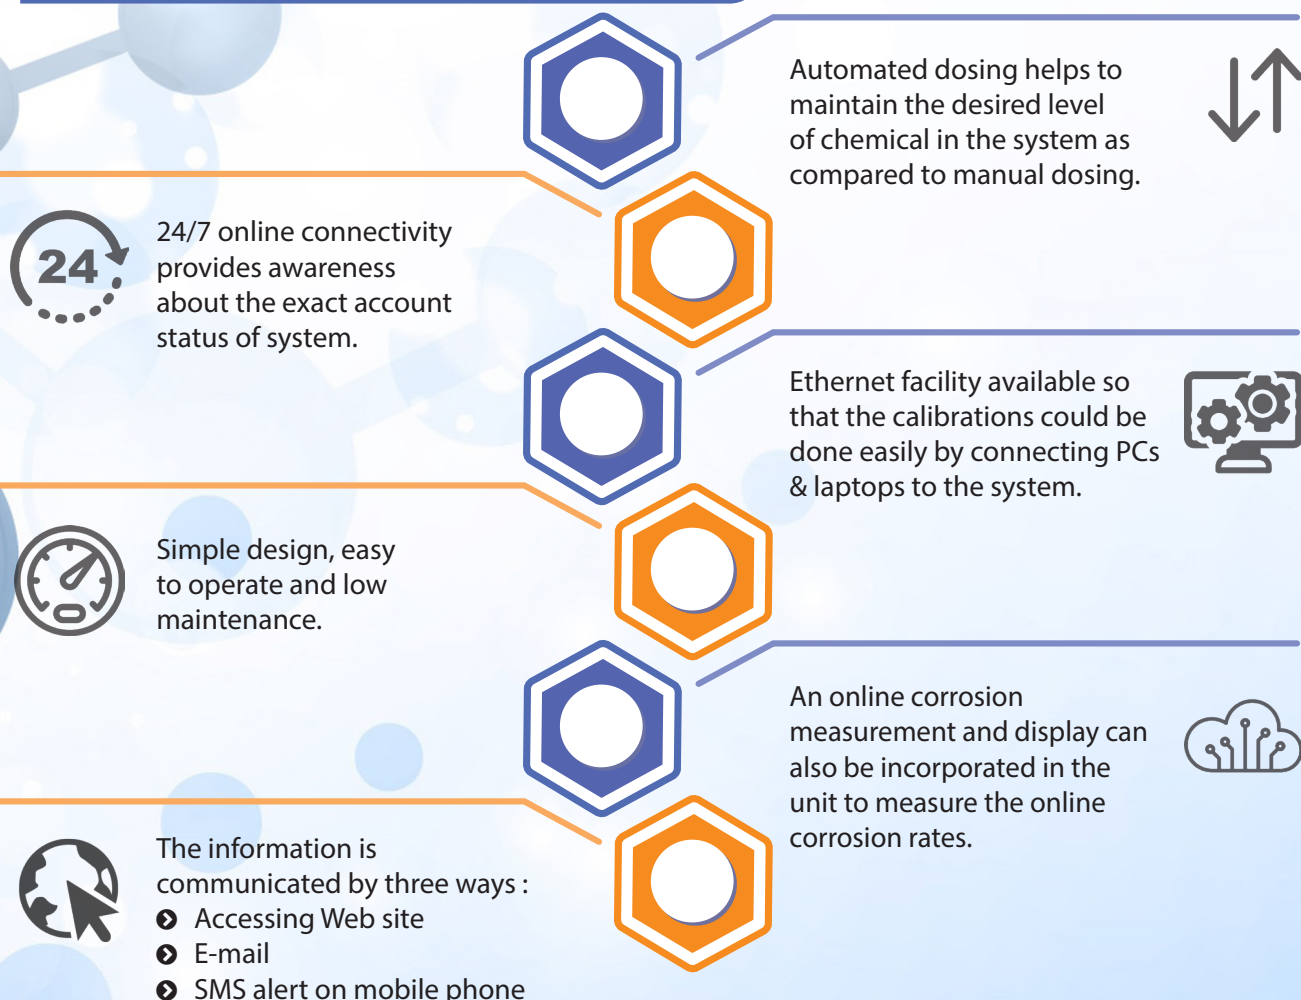 Automated dosing helps to
maintain the desired level
of chemical in the system as
compared to manual dosing.
24
24/7 online connectivity
provides awareness
about the exact account
status of system.
Ethernet facility available so
that the calibrations could be
done easily by connecting PCs
& laptops to the system.
Simple design, easy
to operate and low
maintenance.
An online corrosion
measurement and display can
also be incorporated in the
unit to measure the online
corrosion rates.
The information is
communicated by three ways :
Accessing Web site
E-mail
SMS alert on mobile phone